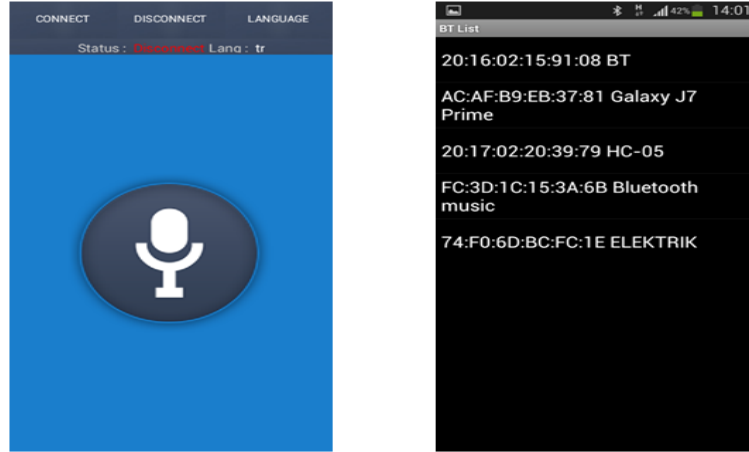 CONNECT DISCONNECT LANGUAGE
Status : Disconnect Lang : tr
42% 14:01
BT List
20:16:02:15:91:08 BT
AC:AF:B9:EB:37:81 Galaxy J7
Prime
20:17:02:20:39:79 HC-05
FC:3D:1C:15:3A:6B Bluetooth
music
74:F0:6D:BC:FC:1E ELEKTRIK